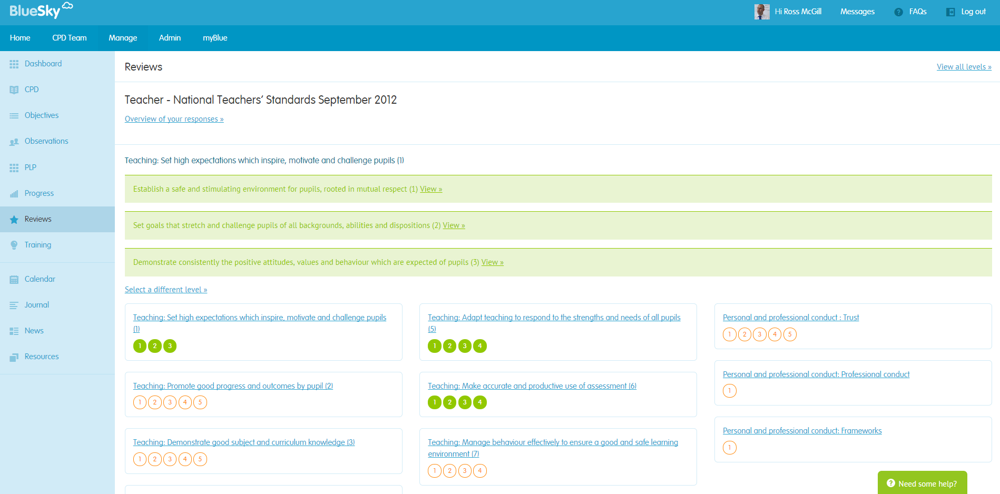 BlueSky
Hi Ross McGill
Messages
? FAQs
Log out
Home
CPD Team
Manage
Admin
myBlue
Dashboard
CPD
Objectives
Observations
PLP
Progress
Reviews
Training
Calendar
Journal
News
Resources
Reviews
View all levels »
Teacher - National Teachers’ Standards September 2012
Overview of your responses »
Teaching: Set high expectations which inspire, motivate and challenge pupils (1)
Establish a safe and stimulating environment for pupils, rooted in mutual respect (1) View »
Set goals that stretch and challenge pupils of all backgrounds, abilities and dispositions (2) View »
Demonstrate consistently the positive attitudes, values and behaviour which are expected of pupils (3) View »
Select a different level »
Teaching: Set high expectations which inspire, motivate and challenge pupils
(1)
1 2 3
Teaching: Promote good progress and outcomes by pupil (2)
1 2 3 4 5
Teaching: Demonstrate good subject and curriculum knowledge (3)
1 2 3 4 5
Teaching: Adapt teaching to respond to the strengths and needs of all pupils
(5)
1 2 3 4
Teaching: Make accurate and productive use of assessment (6)
1 2 3 4
Teaching: Manage behaviour effectively to ensure a good and safe learning
environment (7)
1 2 3 4
Personal and professional conduct : Trust
1 2 3 4 5
Personal and professional conduct: Professional conduct
1
Personal and professional conduct: Frameworks
1
? Need some help?